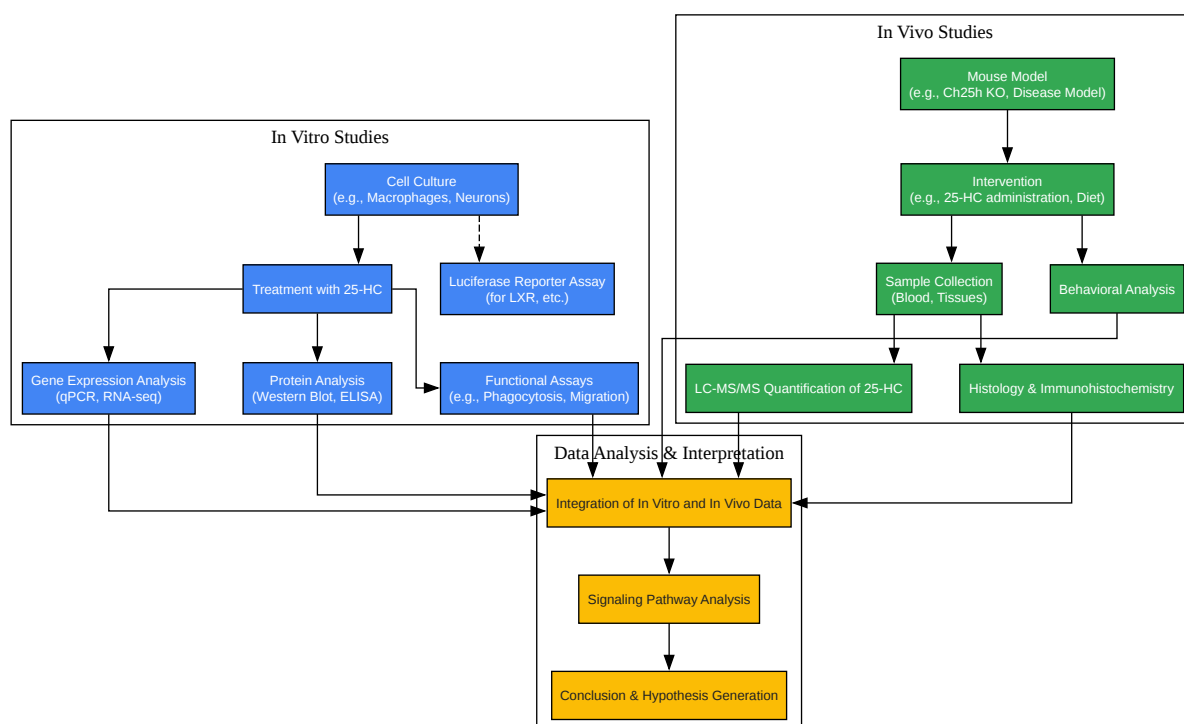 In Vivo Studies
Mouse Model
(e.g., Ch25h KO, Disease Model)
Intervention
(e.g., 25-HC administration, Diet)
Sample Collection
(Blood, Tissues)
Behavioral Analysis
LC-MS/MS Quantification of 25-HC
Histology & Immunohistochemistry
In Vitro Studies
Cell Culture
(e.g., Macrophages, Neurons)
Treatment with 25-HC
Luciferase Reporter Assay
(for LXR, etc.)
Gene Expression Analysis
(qPCR, RNA-seq)
Protein Analysis
(Western Blot, ELISA)
Functional Assays
(e.g., Phagocytosis, Migration)
Data Analysis & Interpretation
Integration of In Vitro and In Vivo Data
Signaling Pathway Analysis
Conclusion & Hypothesis Generation